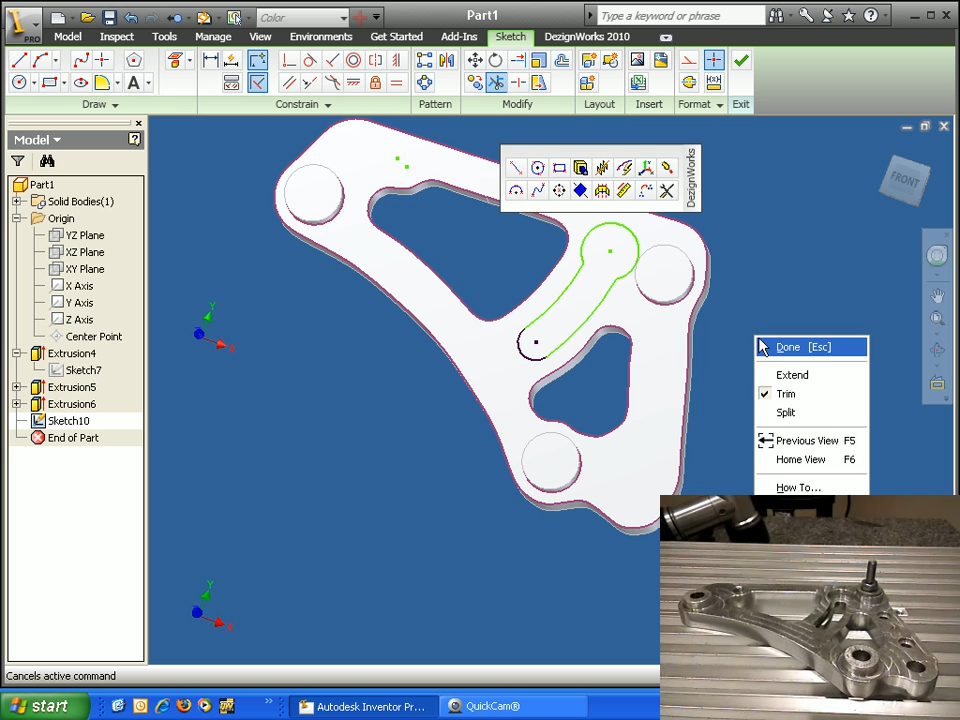 Color
Part1
Type a keyword or phrase
PRO
Model
Inspect
Tools
Manage
View
Environments
Get Started
Add-Ins
Sketch
DezignWorks 2010
A
Draw
Constrain
Pattern
Modify
Layout
Insert
Format
Exit
Model
Part1
Solid Bodies(1)
Origin
YZ Plane
XZ Plane
XY Plane
X Axis
Y Axis
Z Axis
Center Point
Extrusion4
Sketch7
Extrusion5
Extrusion6
Sketch10
End of Part
DezignWorks
FRONT
Y
X
Y
X
Done [Esc]
Extend
Trim
Split
Previous View F5
Home View F6
How To...
Cancels active command
start
Autodesk Inventor Pr...
QuickCam®